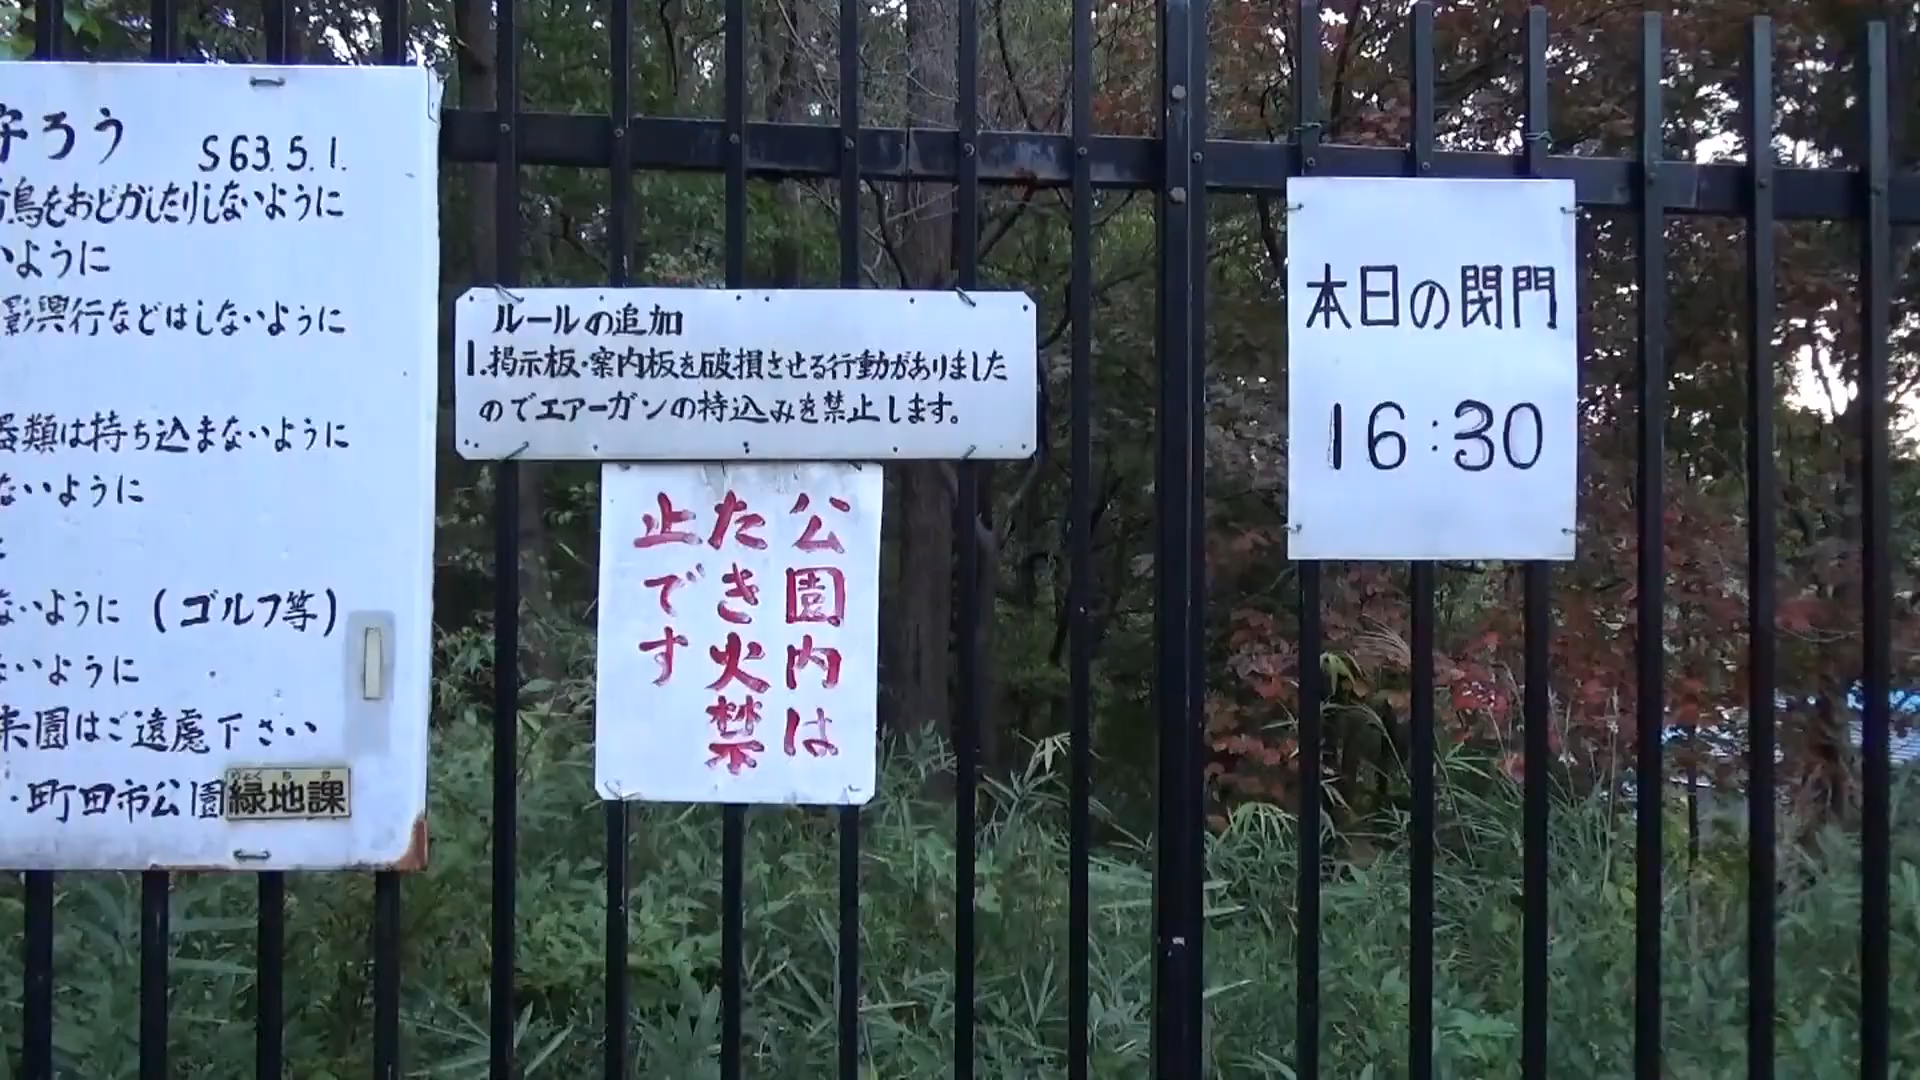 守ろう
S63.5.1.
鳥をおどかしたりしないように
いように
影興行などはしないように
器類は持ち込まないように
ないように
ないように (ゴルフ等)
ないように
来園はご遠慮下さい
・町田市公園緑地課
りょくちか
ルールの追加
1.掲示板・案内板を破損させる行動がありました
のでエアーガンの持込みを禁止します。
公園内は
たき火禁
止です
本日の閉門
16:30